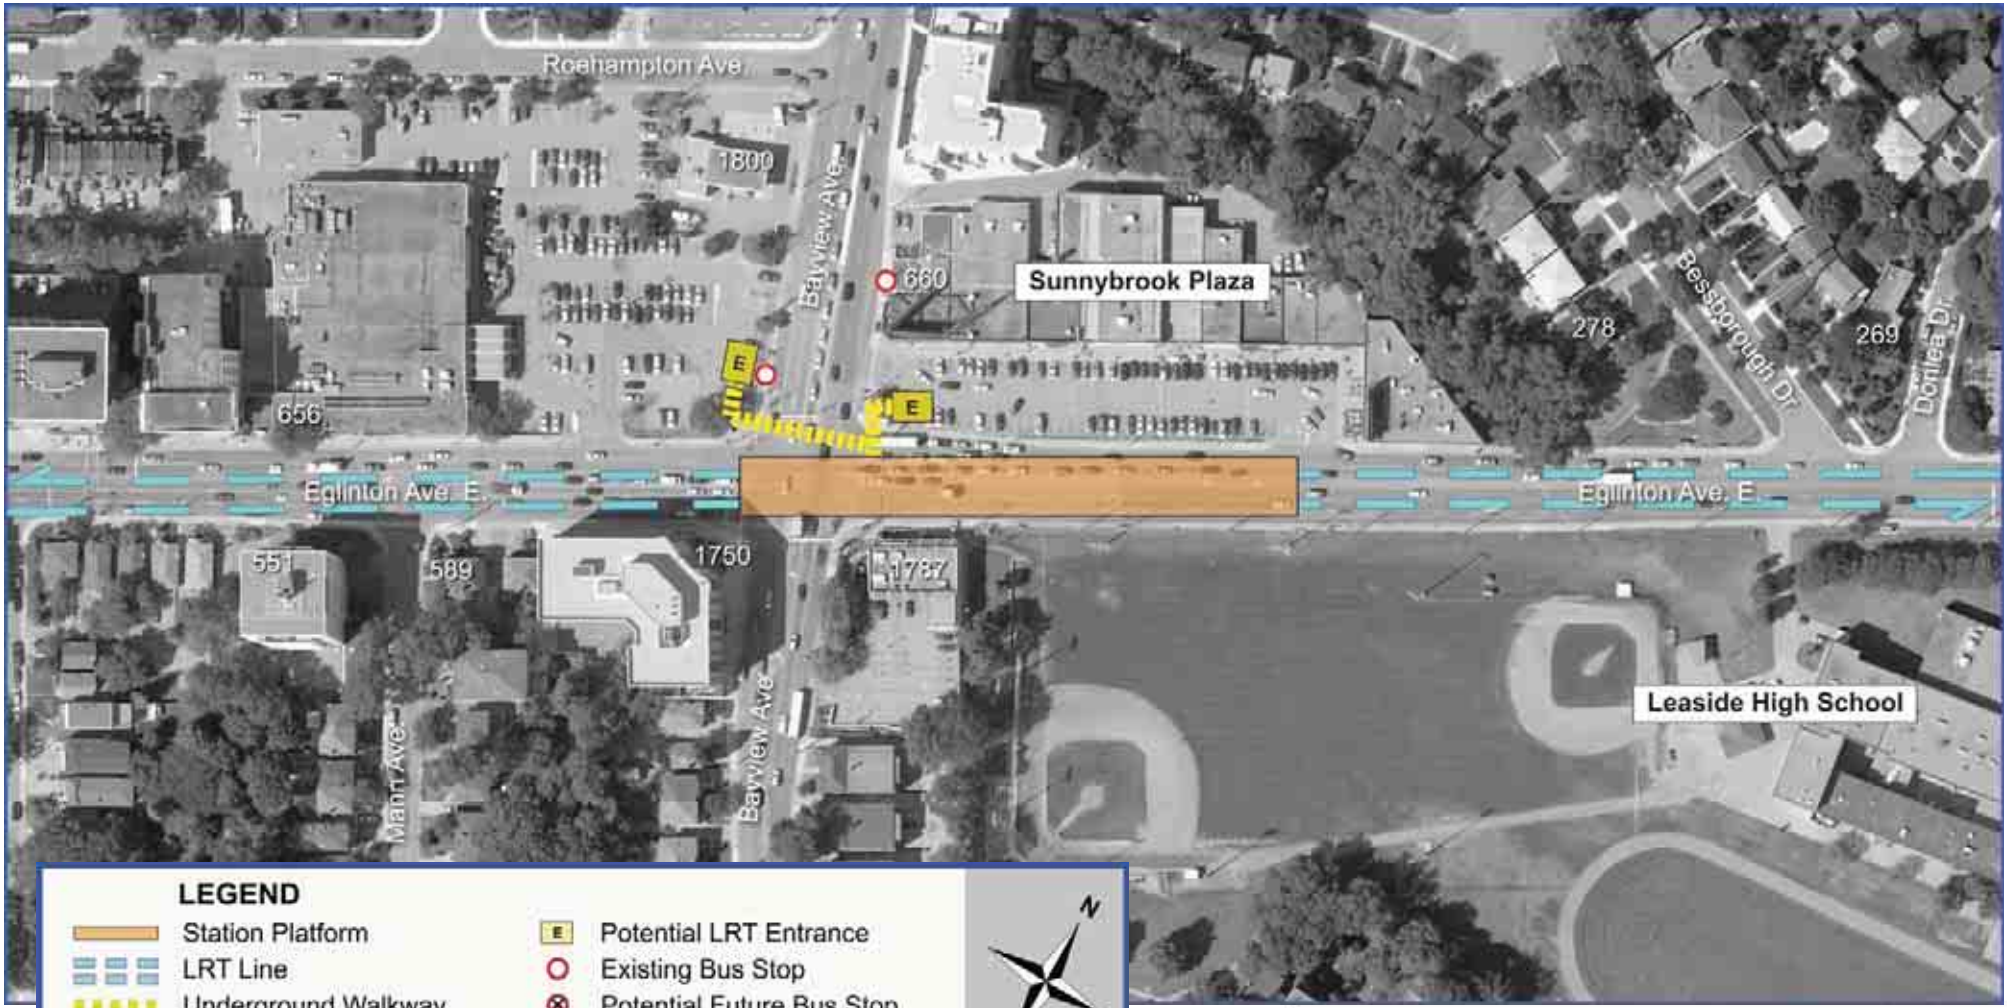 Roehampton Ave.
1800
Bayview Ave.
660
Sunnybrook Plaza
278
Bessborough Dr
269
Donlea Dr
E
E
656
Eglinton Ave. E.
Eglinton Ave. E.
551
589
1750
1787
Leaside High School
Mann Ave
Bayview Ave
LEGEND
Station Platform
LRT Line
Underground Walkway
E Potential LRT Entrance
Existing Bus Stop
Potential Future Bus Stop
N